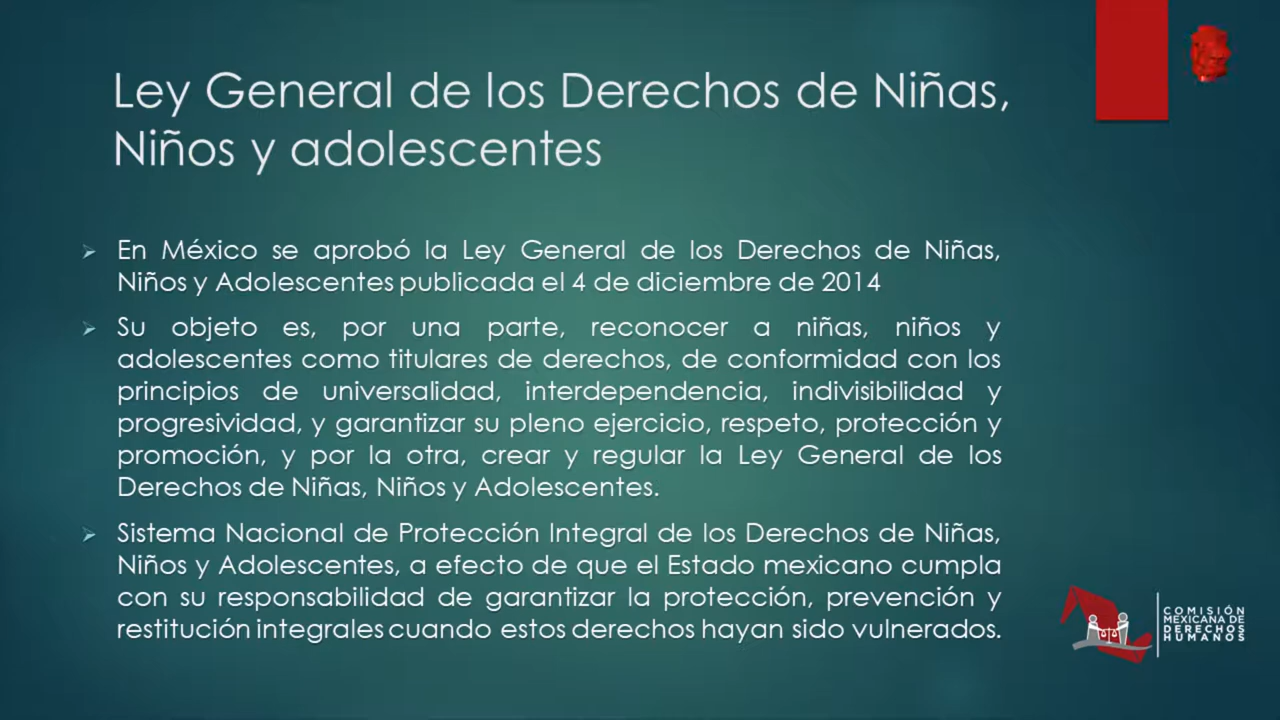 Ley General de los Derechos de Niñas,
Niños y adolescentes
En México se aprobó la Ley General de los Derechos de Niñas,
Niños y Adolescentes publicada el 4 de diciembre de 2014
Su objeto es, por una parte, reconocer a niñas, niños y
adolescentes como titulares de derechos, de conformidad con los
principios de universalidad, interdependencia, indivisibilidad y
progresividad, y garantizar su pleno ejercicio, respeto, protección y
promoción, y por la otra, crear y regular la Ley General de los
Derechos de Niñas, Niños y Adolescentes.
Sistema Nacional de Protección Integral de los Derechos de Niñas,
Niños y Adolescentes, a efecto de que el Estado mexicano cumpla
con su responsabilidad de garantizar la protección, prevención y
restitución integrales cuando estos derechos hayan sido vulnerados.
COMISIÓN
MEXICANA DE
DERECHOS
HUMANOS